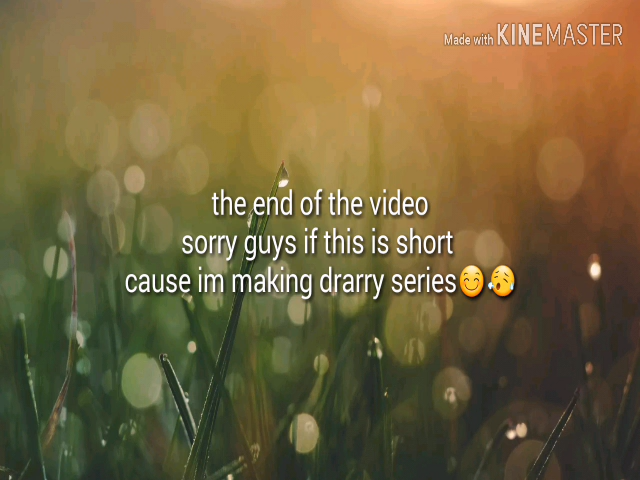 Made with KINEMASTER
the end of the video
sorry guys if this is short
cause im making drarry series😊😥